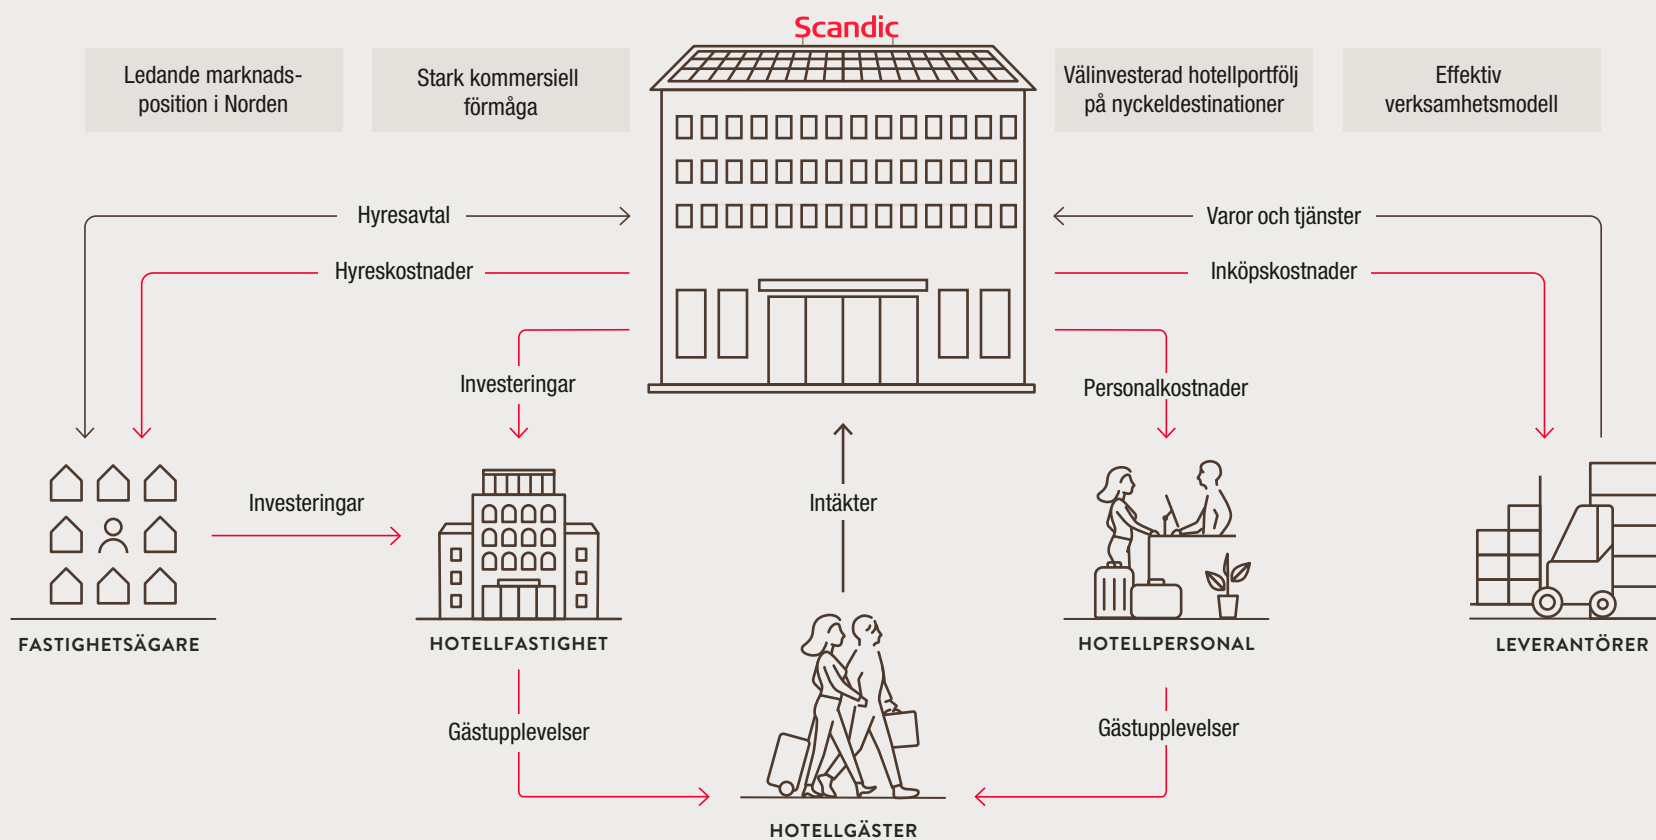 Scandic
Ledande marknads-
position i Norden
Stark kommersiell
förmåga
Välinvesterad hotellportfölj
på nyckeldestinationer
Effektiv
verksamhetsmodell
Hyresavtal
Varor och tjänster
Hyreskostnader
Inköpskostnader
Investeringar
Personalkostnader
Investeringar
Intäkter
FASTIGHETSÄGARE
HOTELLFASTIGHET
HOTELLPERSONAL
LEVERANTÖRER
Gästupplevelser
Gästupplevelser
HOTELLGÄSTER